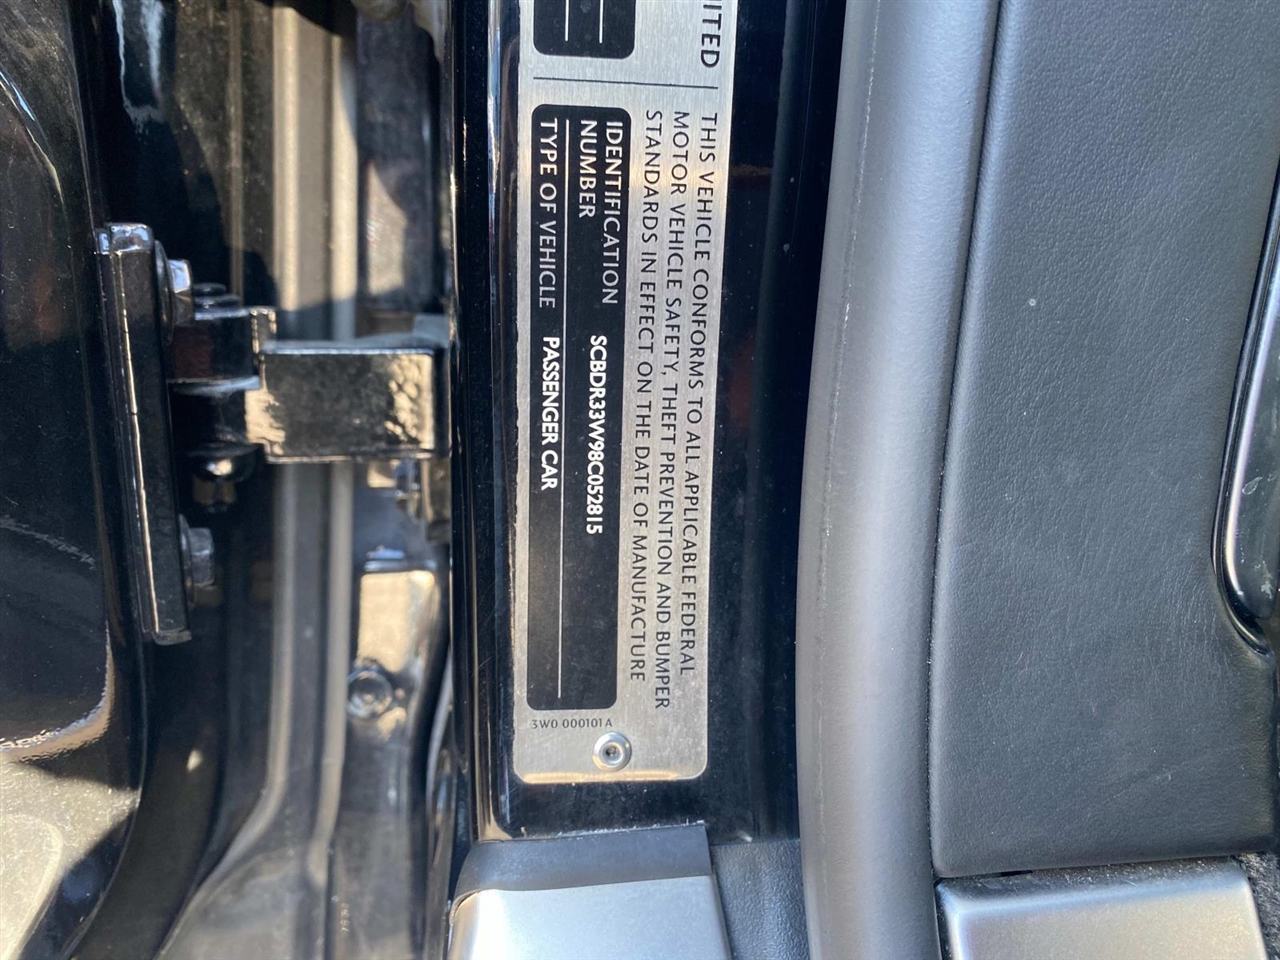 ITED
THIS VEHICLE CONFORMS TO ALL APPLICABLE FEDERAL
MOTOR VEHICLE SAFETY, THEFT PREVENTION AND BUMPER
STANDARDS IN EFFECT ON THE DATE OF MANUFACTURE
IDENTIFICATION
NUMBER SCBDR33W98C052815
TYPE OF VEHICLE PASSENGER CAR
3W0 000101 A